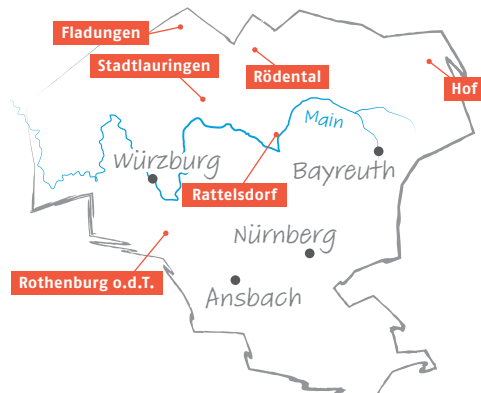 Fladungen
Stadtlauringen
Rödental
Hof
Main
Würzburg
Bayreuth
Rattelsdorf
Nürnberg
Rothenburg o.d.T.
Ansbach